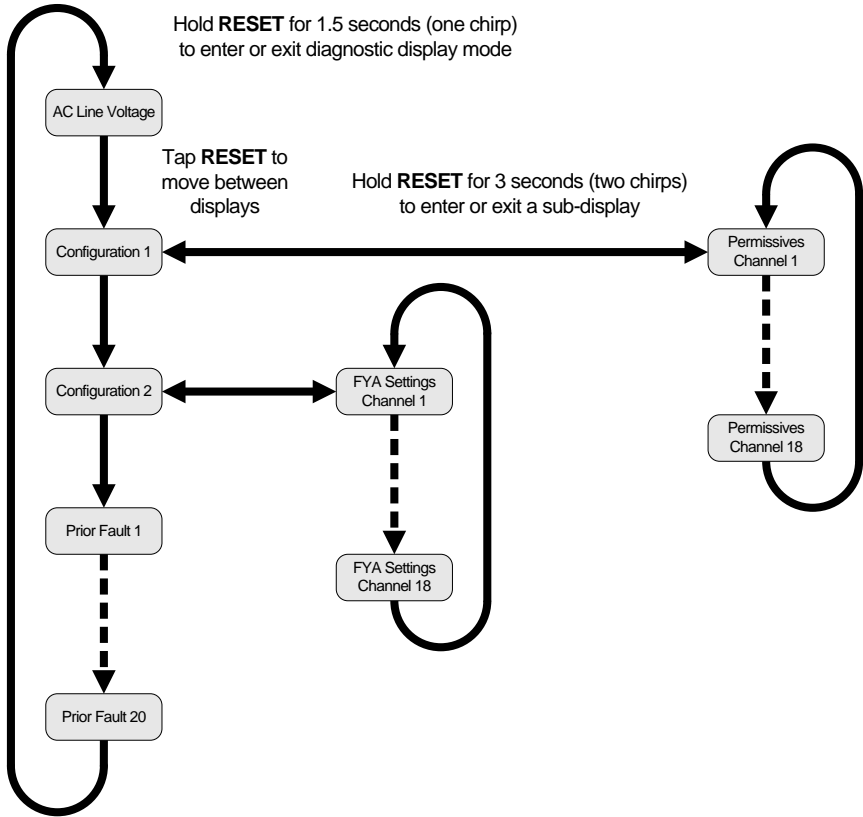 Hold RESET for 1.5 seconds (one chirp)
to enter or exit diagnostic display mode
AC Line Voltage
Tap RESET to
move between
displays
Hold RESET for 3 seconds (two chirps)
to enter or exit a sub-display
Configuration 1
Permissives
Channel 1
Configuration 2
FYA Settings
Channel 1
Permissives
Channel 18
Prior Fault 1
FYA Settings
Channel 18
Prior Fault 20